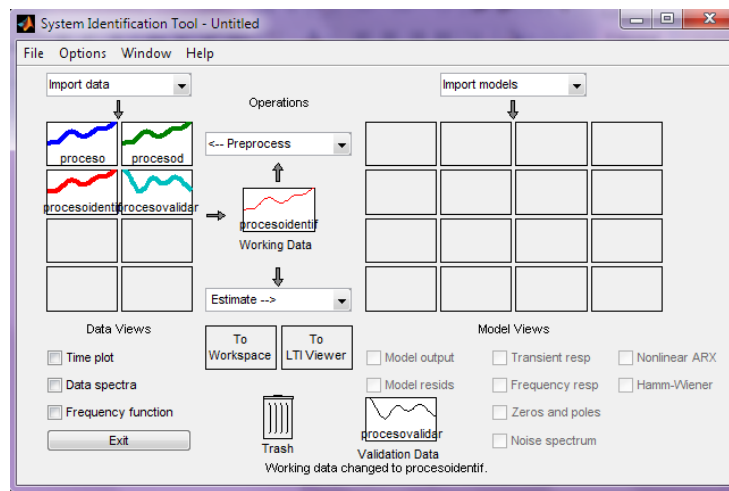 System Identification Tool - Untitled
File Options Window Help
Import data
Operations
Import models
proceso
procesod
<-- Preprocess
procesoidentif
procesovalidar
procesoidentif
Working Data
Estimate -->
Data Views
To Workspace
To LTI Viewer
Model Views
Time plot
Data spectra
Frequency function
Exit
Model output
Transient resp
Nonlinear ARX
Model resids
Frequency resp
Hamm-Wiener
Zeros and poles
Noise spectrum
Trash
procesovalidar
Validation Data
Working data changed to procesoidentif.